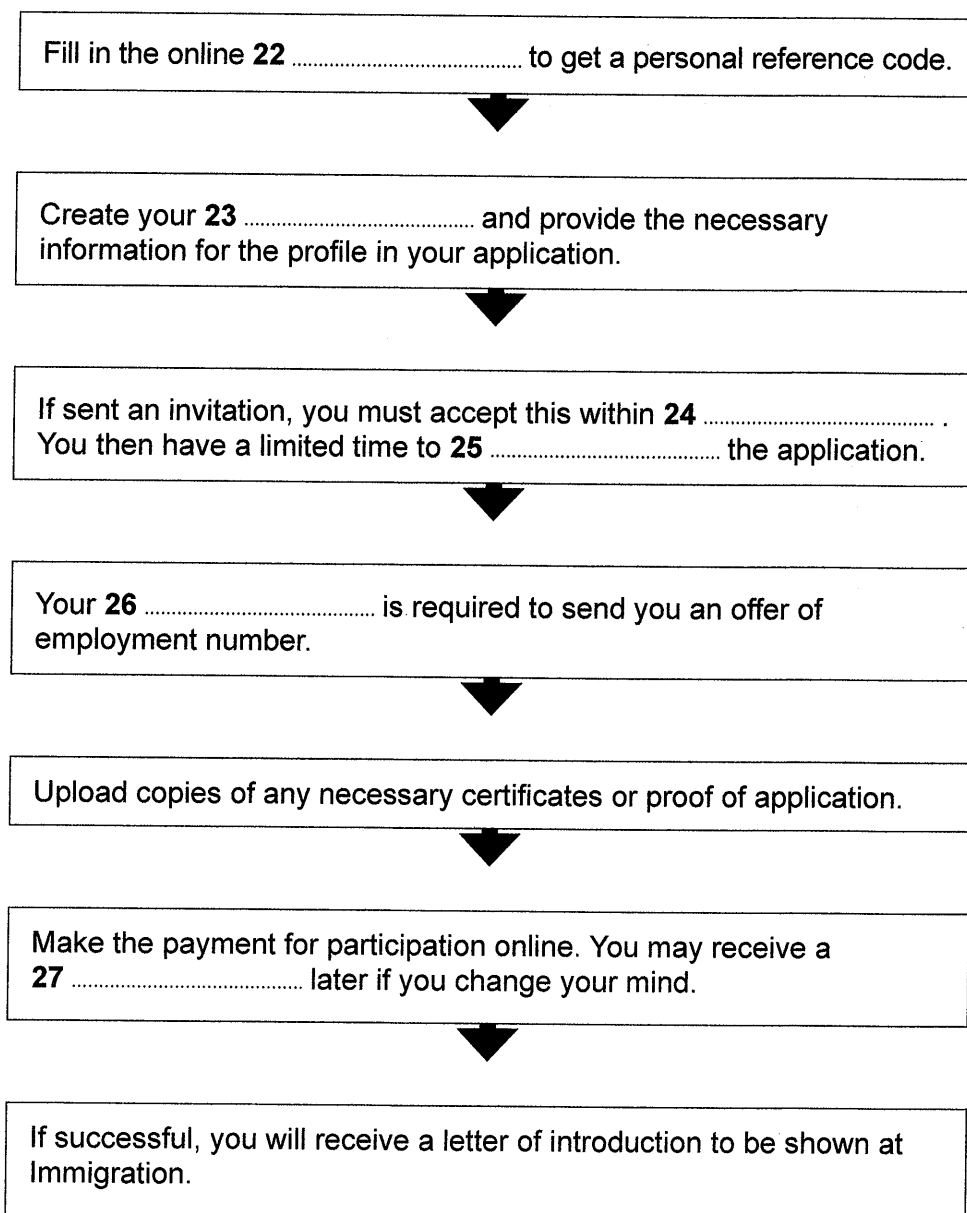 Fill in the online 22 ........................................ to get a personal reference code.
Create your 23 ........................................ and provide the necessary
information for the profile in your application.
If sent an invitation, you must accept this within 24 ........................................ .
You then have a limited time to 25 ........................................ the application.
Your 26 ........................................ is required to send you an offer of
employment number.
Upload copies of any necessary certificates or proof of application.
Make the payment for participation online. You may receive a
27 ........................................ later if you change your mind.
If successful, you will receive a letter of introduction to be shown at
Immigration.